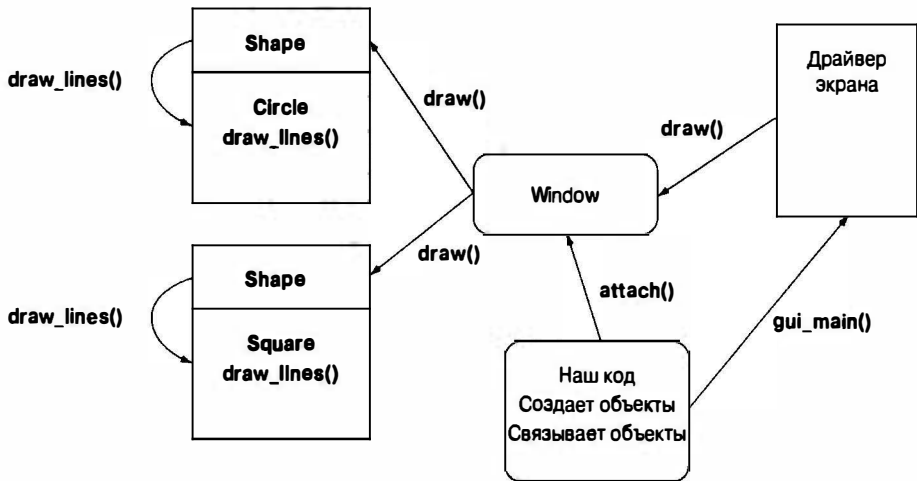 Shape
draw_lines()
Circle
draw_lines()
draw()
Window
draw()
Драйвер
экрана
Shape
draw_lines()
Square
draw_lines()
draw()
attach()
gui_main()
Наш код
Создает объекты
Связывает объекты